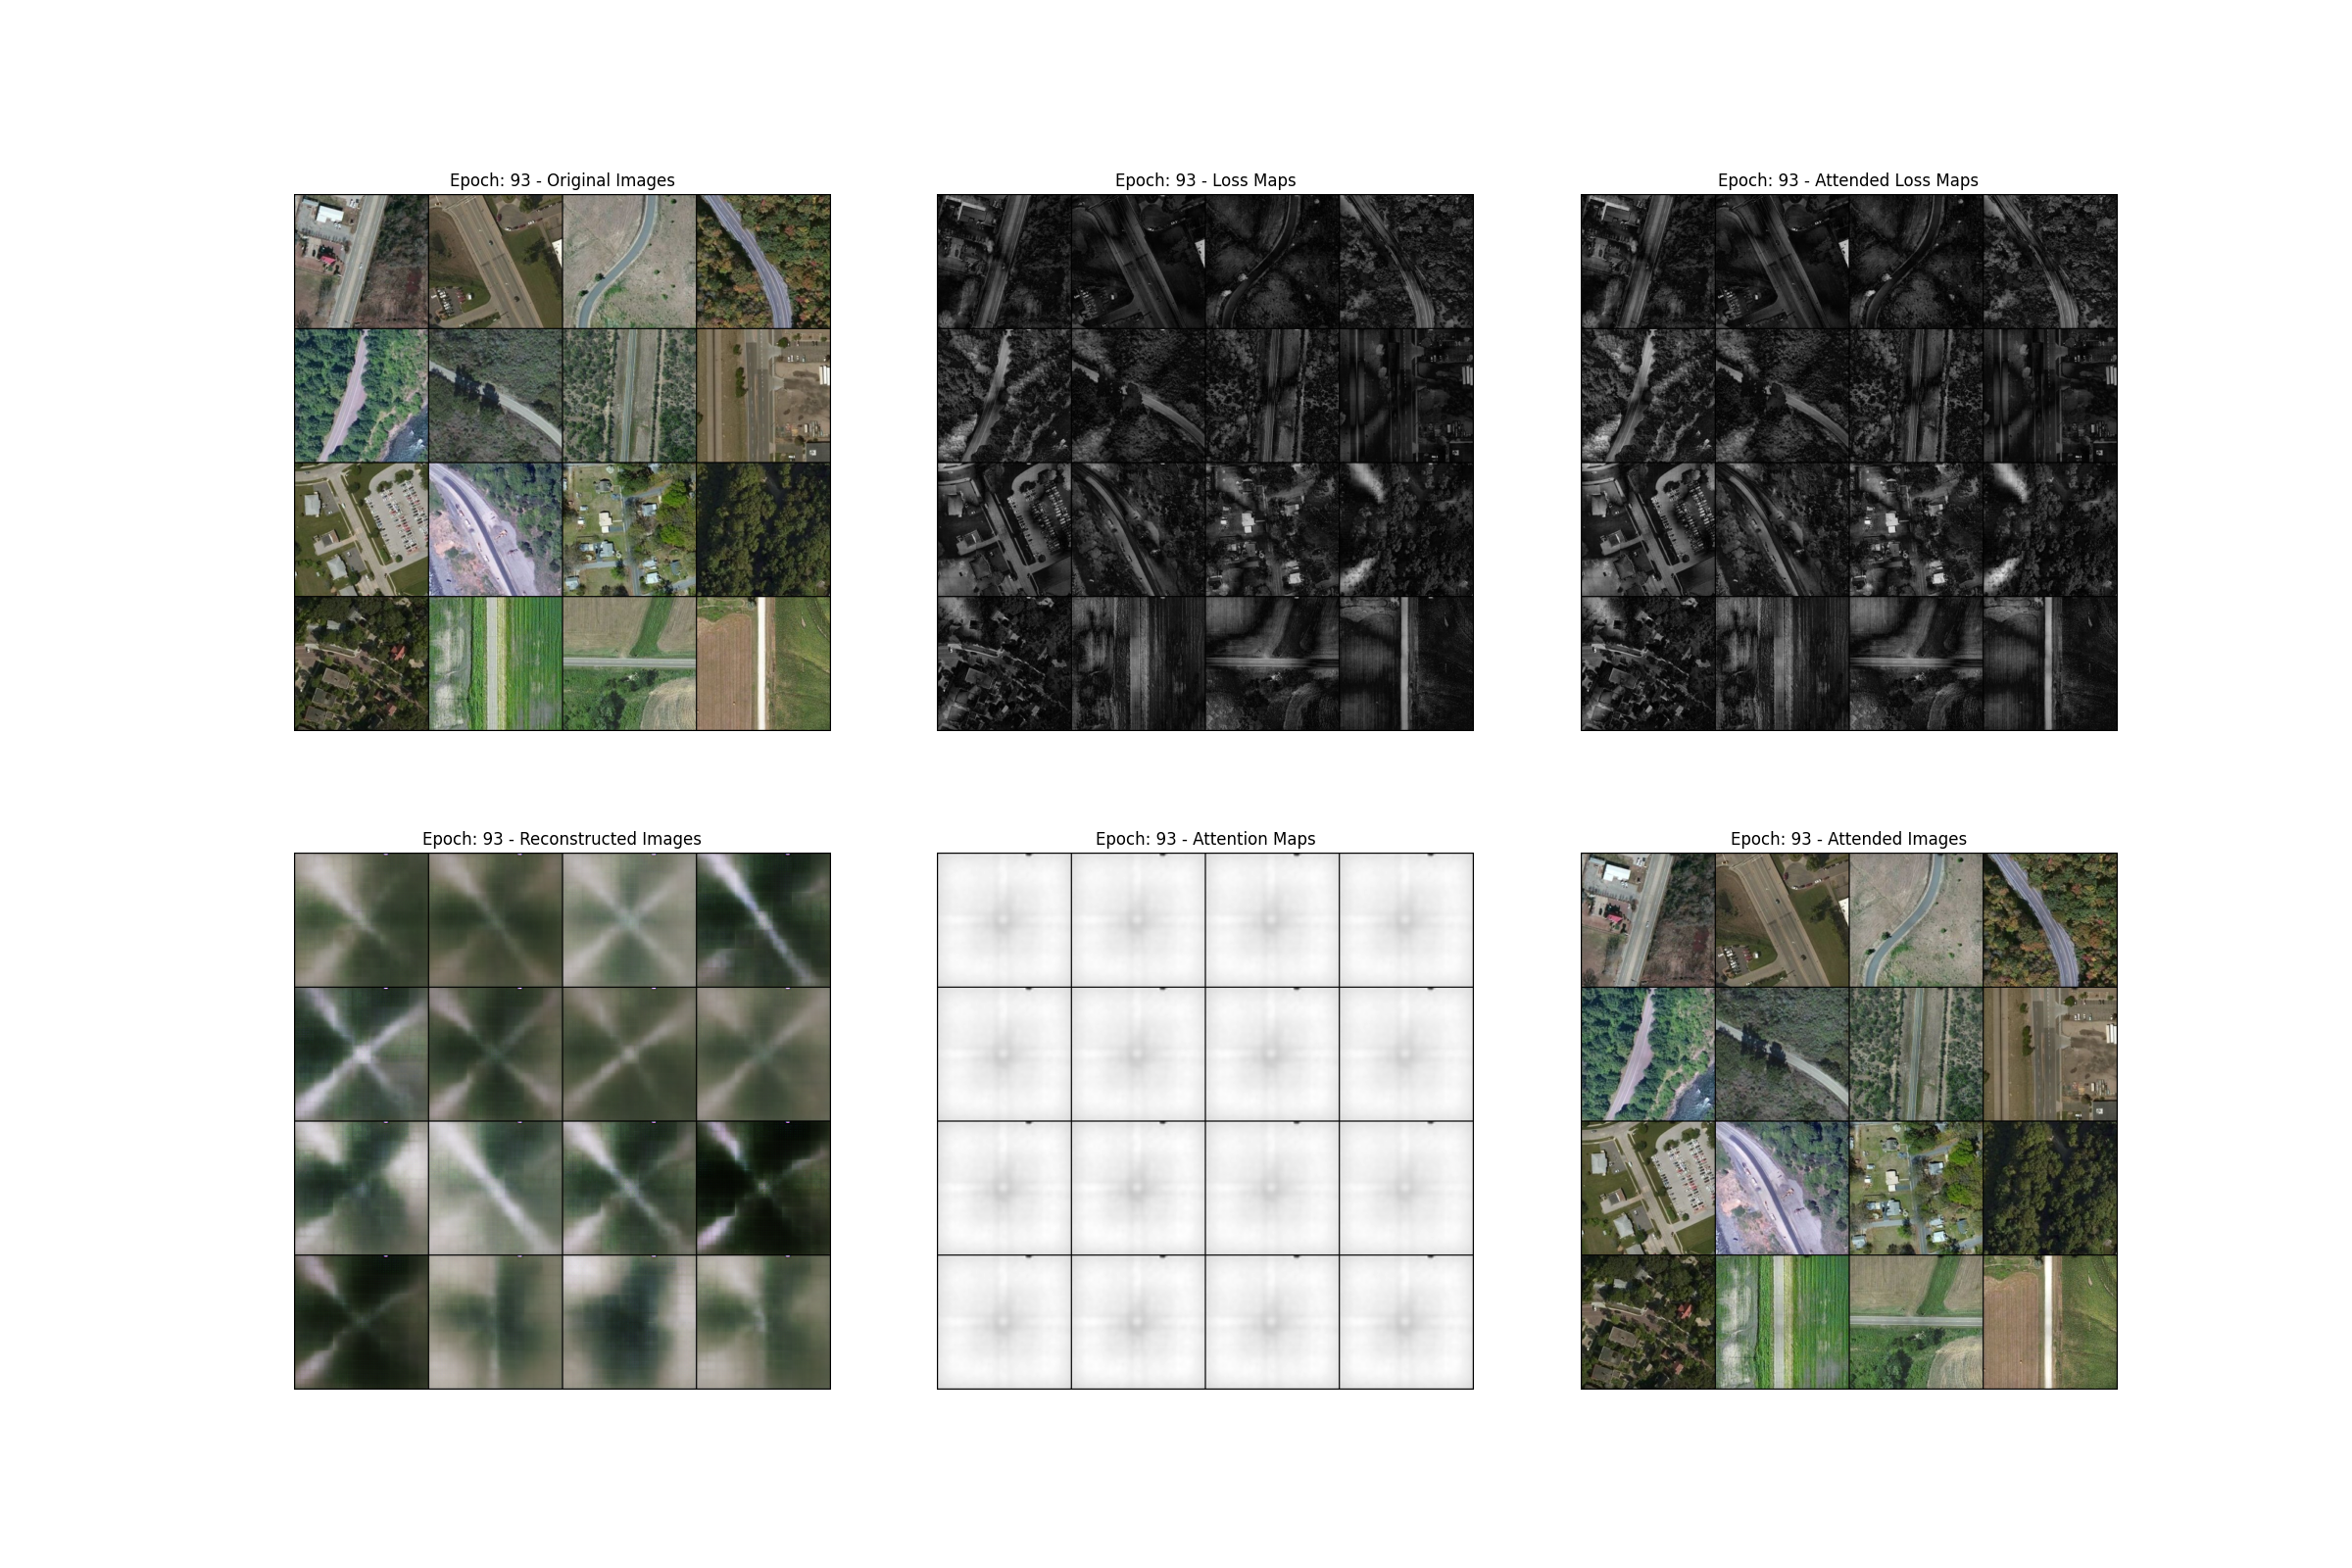 Epoch: 93 - Original Images
Epoch: 93 - Loss Maps
Epoch: 93 - Attended Loss Maps
Epoch: 93 - Reconstructed Images
Epoch: 93 - Attention Maps
Epoch: 93 - Attended Images